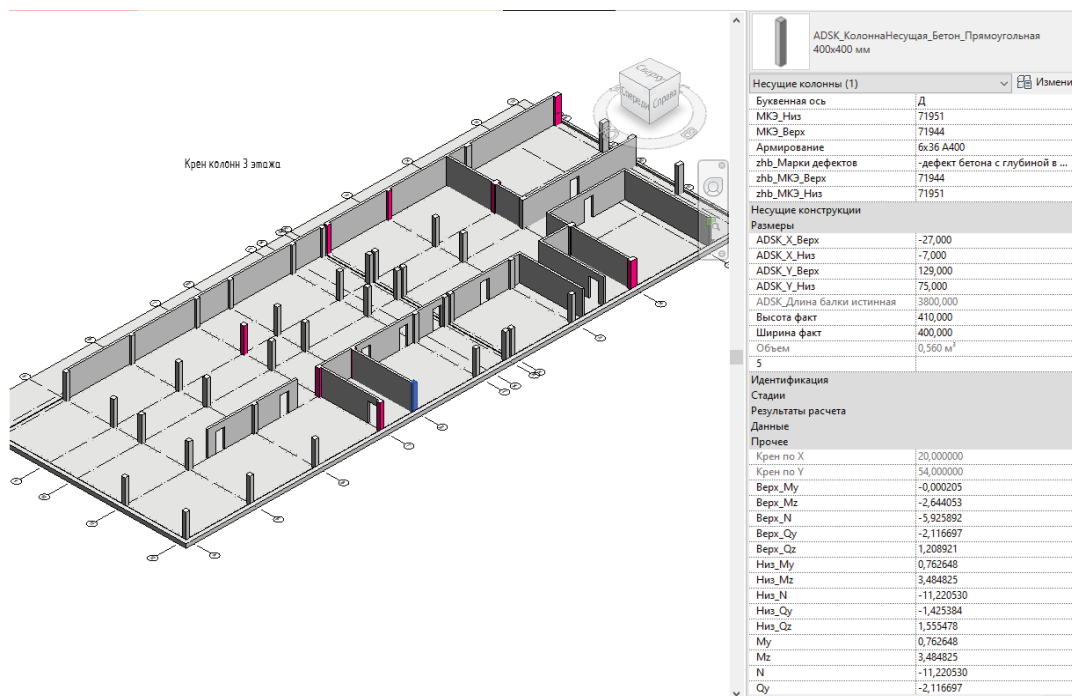 Крен колонн 3 этажа
Сверху
Спереди
Справа
ADSK_КолоннаНесущая_Бетон_Прямоугольная
400x400 мм
Несущие колонны (1)
Измени
Буквенная ось Д
МКЭ_Низ 71951
МКЭ_Верх 71944
Армирование 6x36 А400
zhb_Марки дефектов -дефект бетона с глубиной в ...
zhb_МКЭ_Верх 71944
zhb_МКЭ_Низ 71951
Несущие конструкции
Размеры
ADSK_X_Верх -27,000
ADSK_X_Низ -7,000
ADSK_Y_Верх 129,000
ADSK_Y_Низ 75,000
ADSK_Длина балки истинная 3800,000
Высота факт 410,000
Ширина факт 400,000
Объем 0,560 м³
5
Идентификация
Стадии
Результаты расчета
Данные
Прочее
Крен по X 20,000000
Крен по Y 54,000000
Верх_My -0,000205
Верх_Mz -2,644053
Верх_N -5,925892
Верх_Qy -2,116697
Верх_Qz 1,208921
Низ_My 0,762648
Низ_Mz 3,484825
Низ_N -11,220530
Низ_Qy -1,425384
Низ_Qz 1,555478
My 0,762648
Mz 3,484825
N -11,220530
Qy -2,116697